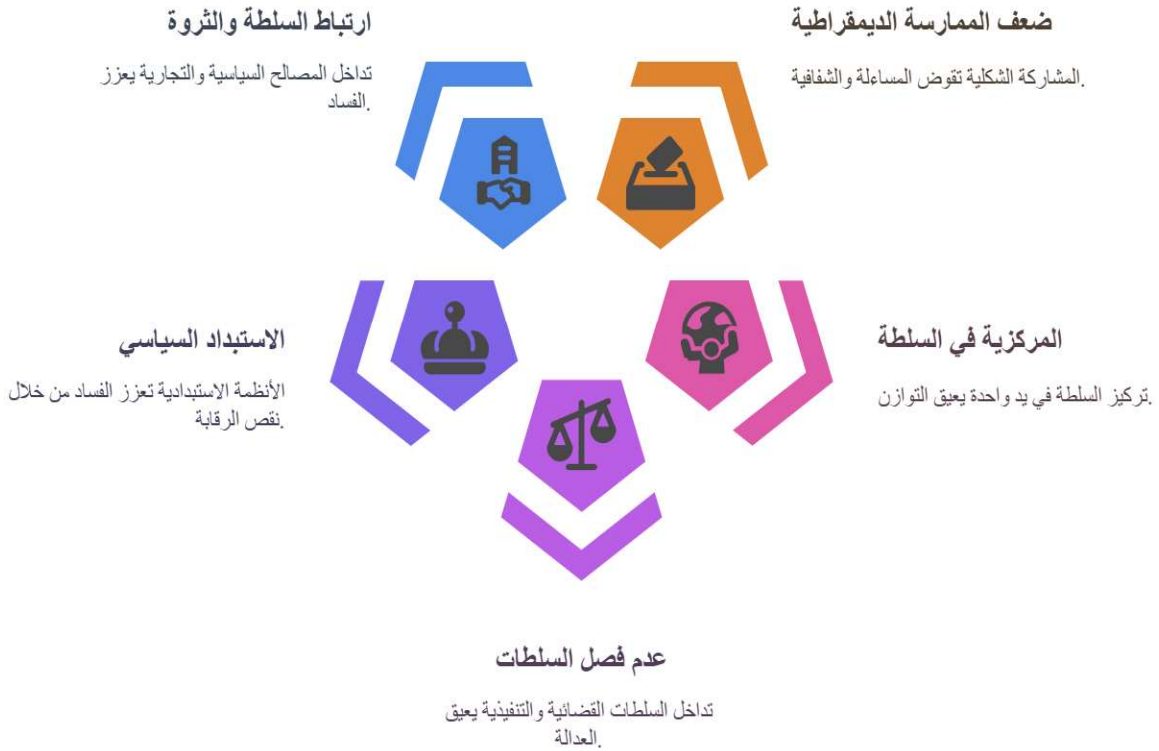 ضعف الممارسة الديمقراطية
المشاركة الشكلية تقوض المساءلة والشفافية.
ارتباط السلطة والثروة
تداخل المصالح السياسية والتجارية يعزز
الفساد.
المركزية في السلطة
تركيز السلطة في يد واحدة يعيق التوازن.
الاستبداد السياسي
الأنظمة الاستبدادية تعزز الفساد من خلال
نقص الرقابة.
عدم فصل السلطات
تداخل السلطات القضائية والتنفيذية يعيق
العدالة.